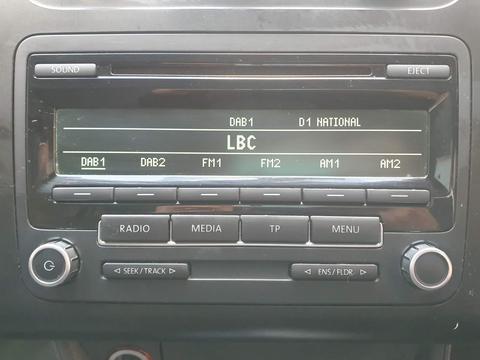 SOUND EJECT
DAB1 D1 NATIONAL
LBC
DAB1 DAB2 FM1 FM2 AM1 AM2
RADIO MEDIA TP MENU
SEEK / TRACK ENS / FLDR.